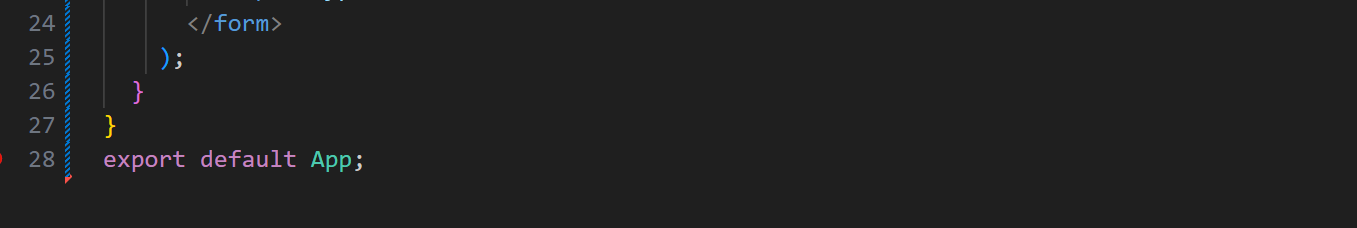 24 </form>
25 );
26 }
27 }
28 export default App;